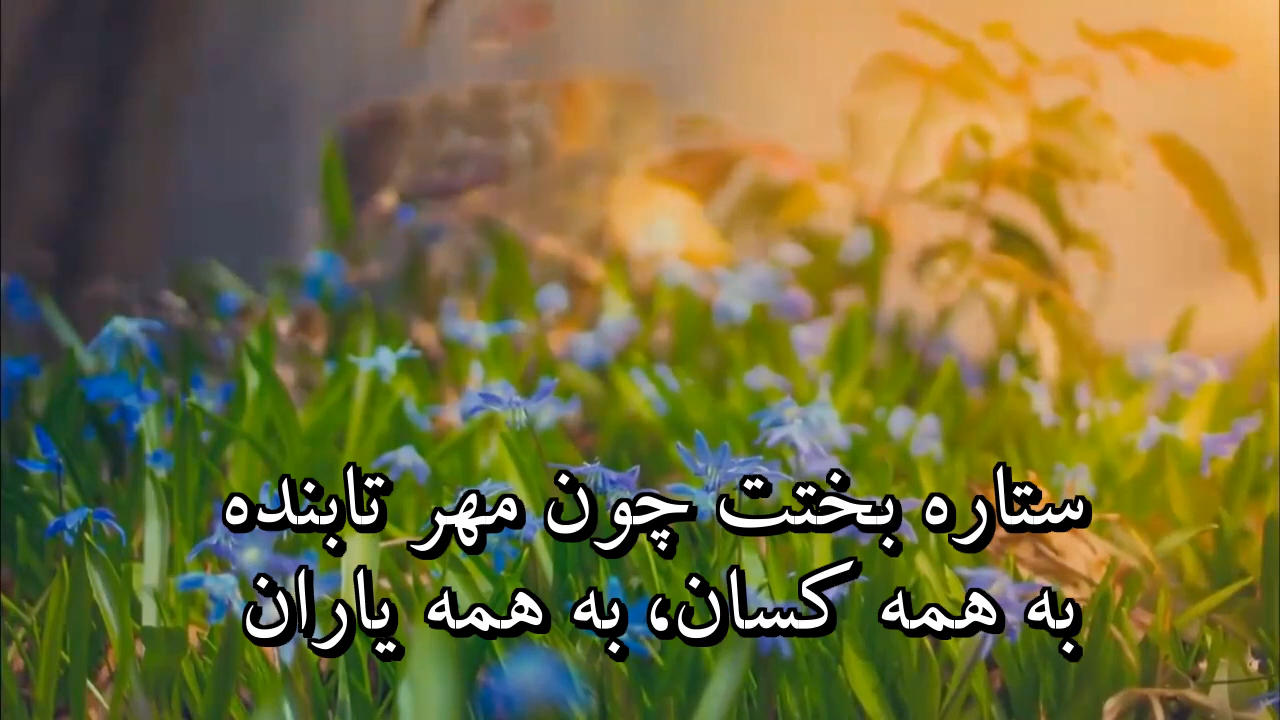 ستاره بختت چون مهر تابنده
به همه کسان، به همه یاران